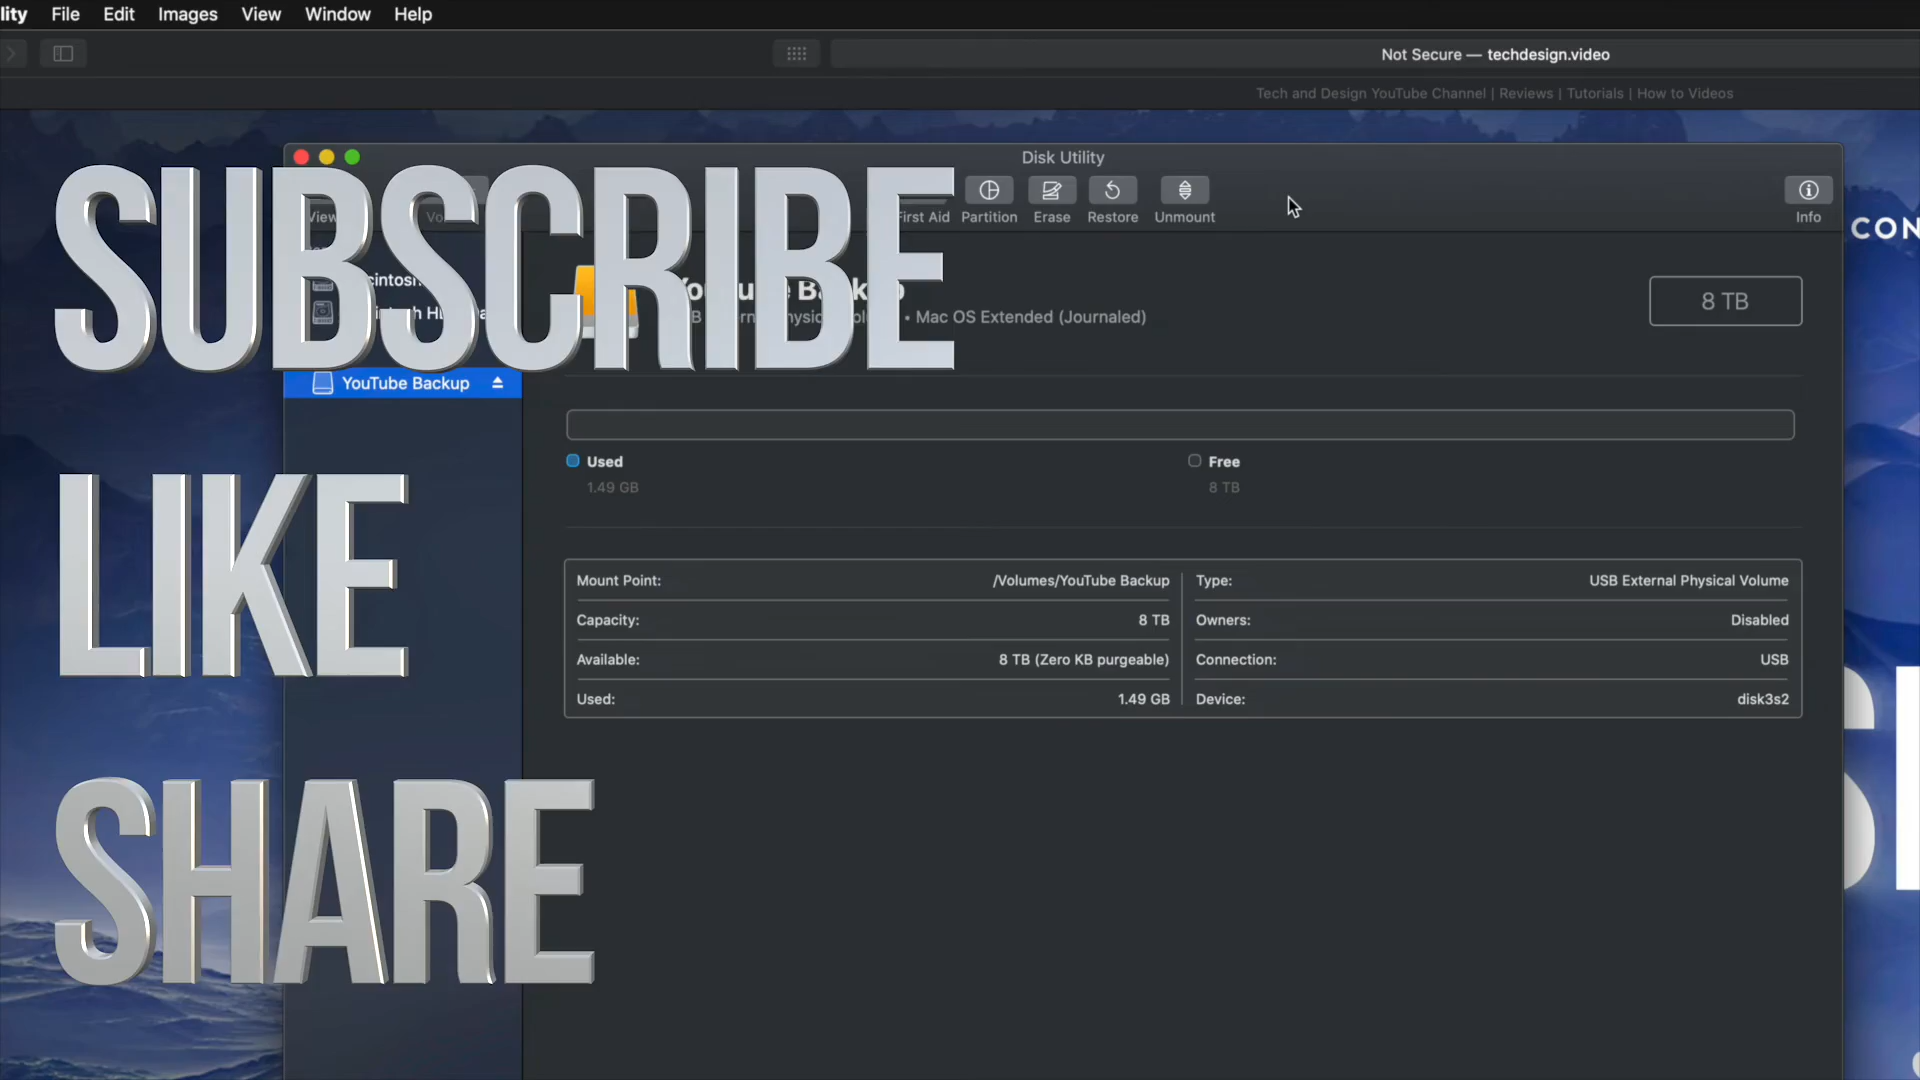 File Edit Images View Window Help
Not Secure — techdesign.video
Tech and Design YouTube Channel | Reviews | Tutorials | How to Videos
Disk Utility
View First Aid Partition Erase Restore Unmount Info
CON
SUBSCRIBE
YouTube Backup
• Mac OS Extended (Journaled)
8 TB
YouTube Backup
Used
1.49 GB
Free
8 TB
LIKE
Mount Point: /Volumes/YouTube Backup
Type: USB External Physical Volume
Capacity: 8 TB
Owners: Disabled
Available: 8 TB (Zero KB purgeable)
Connection: USB
Used: 1.49 GB
Device: disk3s2
SHARE